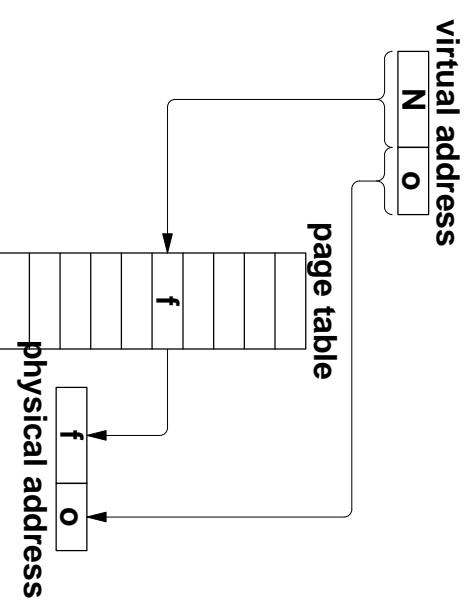 virtual address
N o
page table
f
f o
physical address